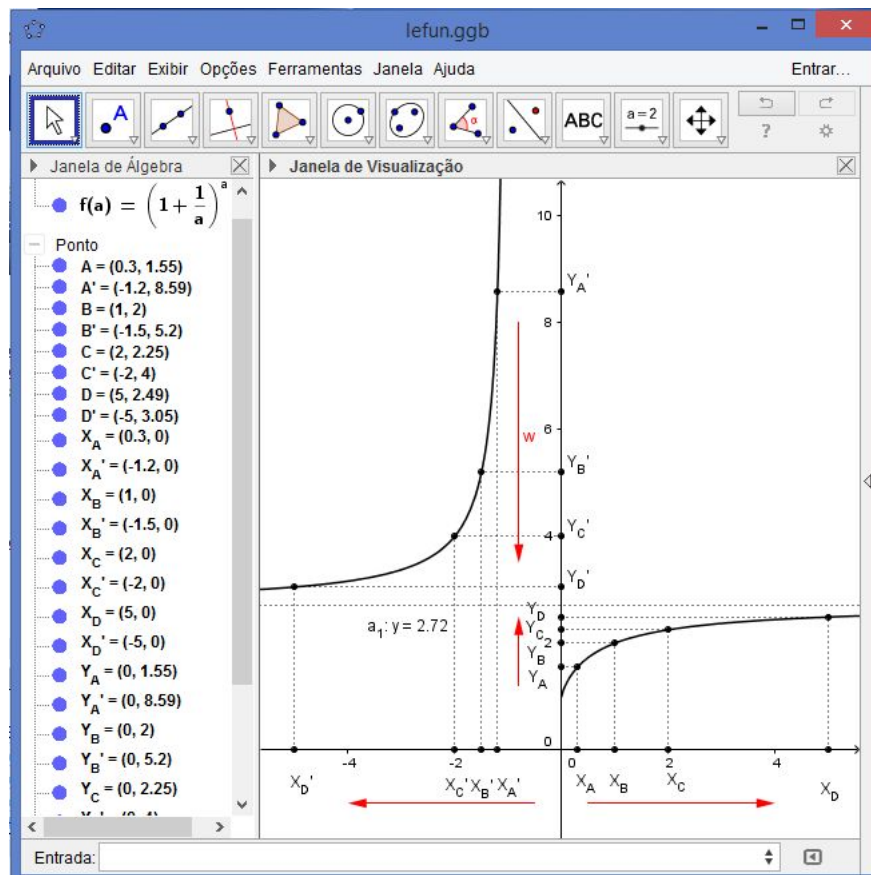 lefun.ggb
Arquivo Editar Exibir Opções Ferramentas Janela Ajuda Entrar...
A ABC a = 2 α ?
Janela de Álgebra
f(a) = (1 + 1/a)^a
Ponto
A = (0.3, 1.55)
A' = (-1.2, 8.59)
B = (1, 2)
B' = (-1.5, 5.2)
C = (2, 2.25)
C' = (-2, 4)
D = (5, 2.49)
D' = (-5, 3.05)
X_A = (0.3, 0)
X_A' = (-1.2, 0)
X_B = (1, 0)
X_B' = (-1.5, 0)
X_C = (2, 0)
X_C' = (-2, 0)
X_D = (5, 0)
X_D' = (-5, 0)
Y_A = (0, 1.55)
Y_A' = (0, 8.59)
Y_B = (0, 2)
Y_B' = (0, 5.2)
Y_C = (0, 2.25)
Janela de Visualização
10
Y_A'
8
w
6
Y_B'
4 Y_C'
Y_D'
Y_D
a_1: y = 2.72 Y_C 2
Y_B
Y_A
0
-4 -2 0 2 4
X_D' X_C' X_B' X_A' X_A X_B X_C X_D
Entrada: